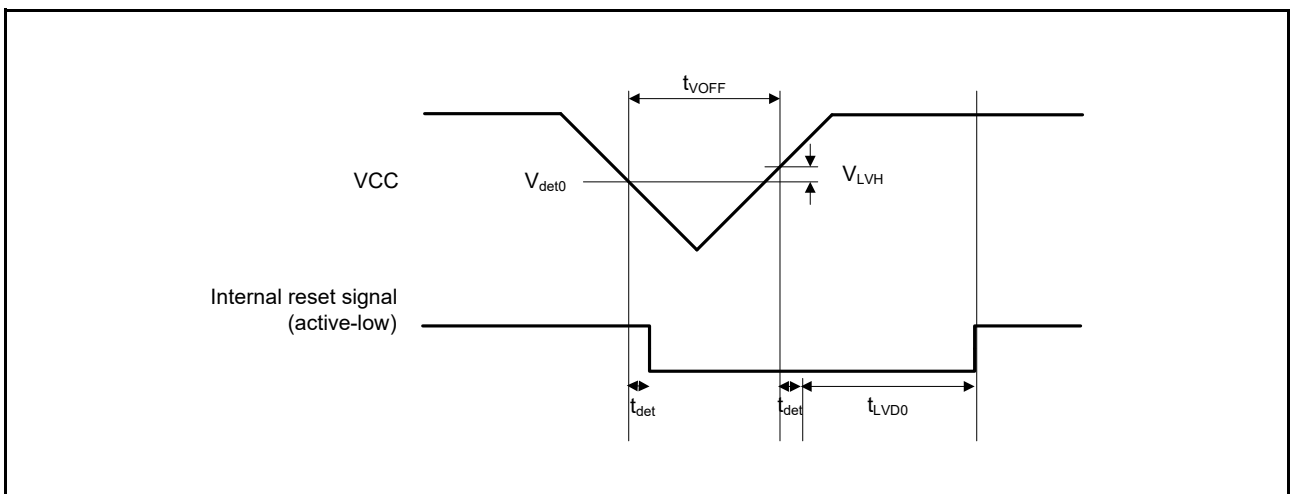 tVOFF
VCC
Vdet0
VLVH
Internal reset signal
(active-low)
tdet
tdet
tLVD0